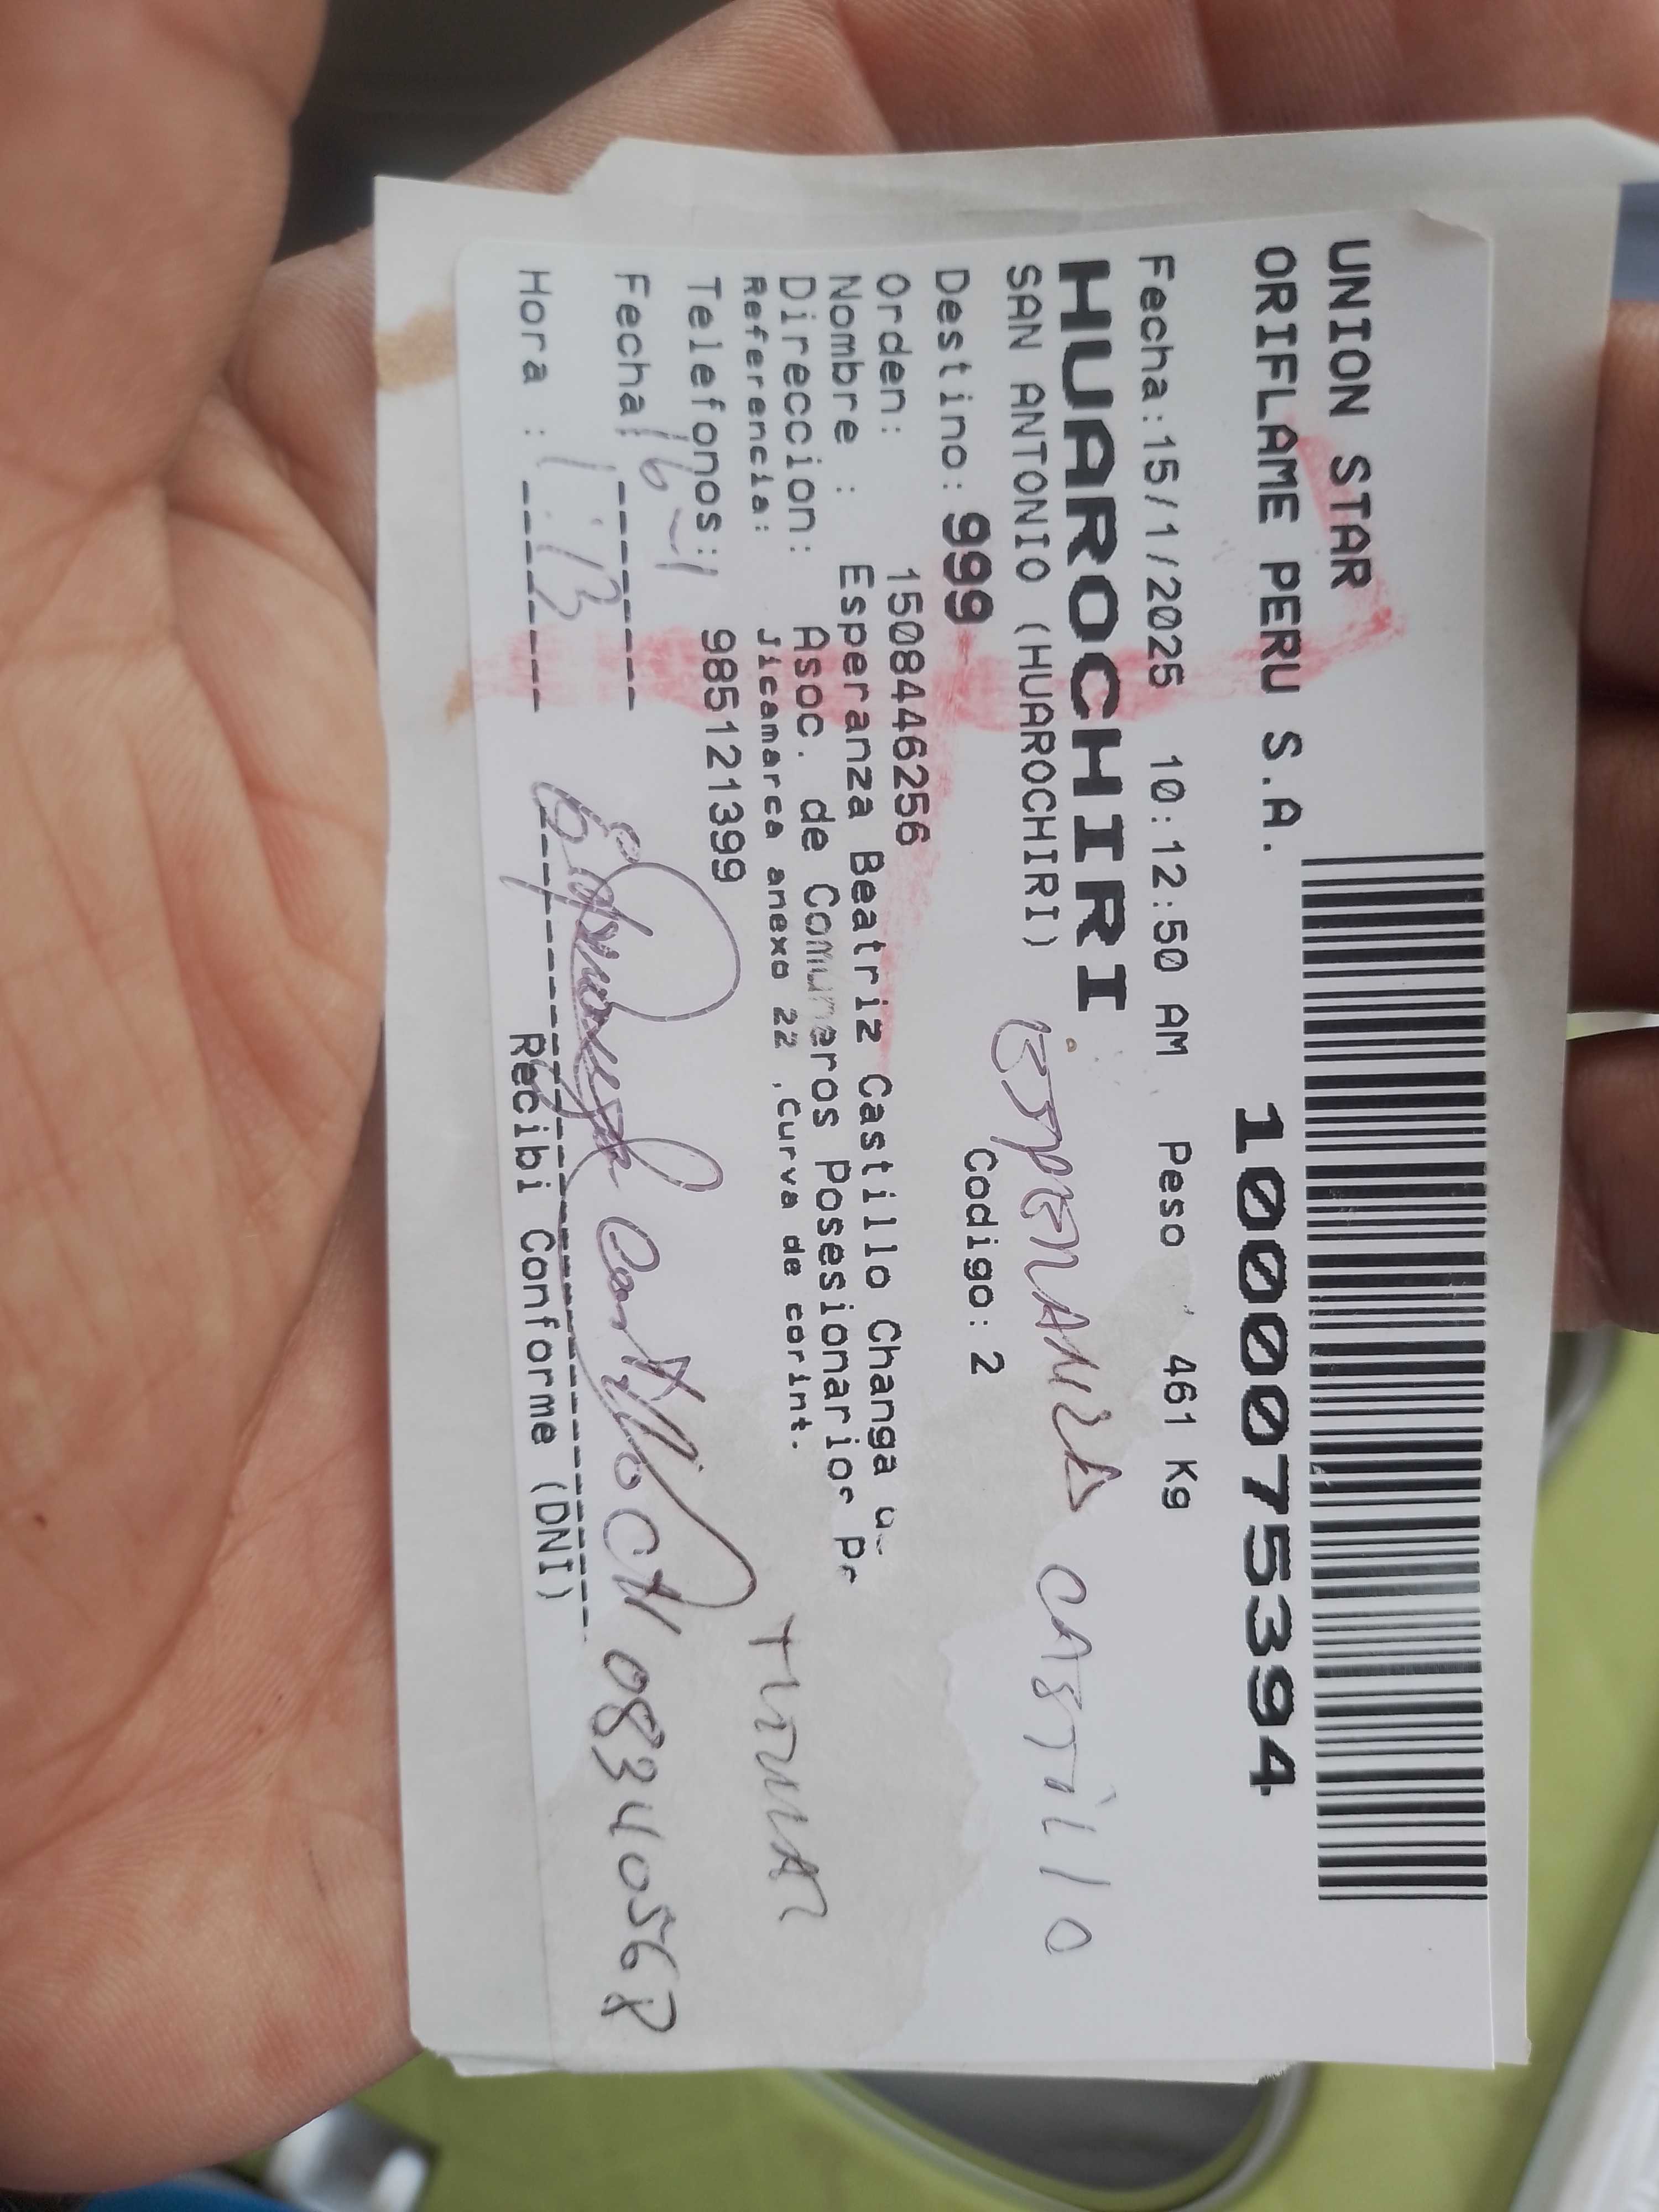 UNION STAR
ORIFLAME PERU S.A.
1000075394
Fecha:15/1/2025 10:12:50 AM Peso , 461 Kg
HUAROCHIRI
SAN ANTONIO (HUAROCHIRI)
ESPERANZA CASTILLO
Destino: 999 Codigo: 2
Orden: 1508446256
Nombre : Esperanza Beatriz Castillo Changa
Direccion: Asoc. de Comuneros Posesionarios
Referencia: Jicamarca anexo 22 ,Curva de corint.
Telefonos: 985121399
TITULAR
Fecha 16-1
Castillo CH 08340568
Hora : 1:13
Recibi Conforme (DNI)